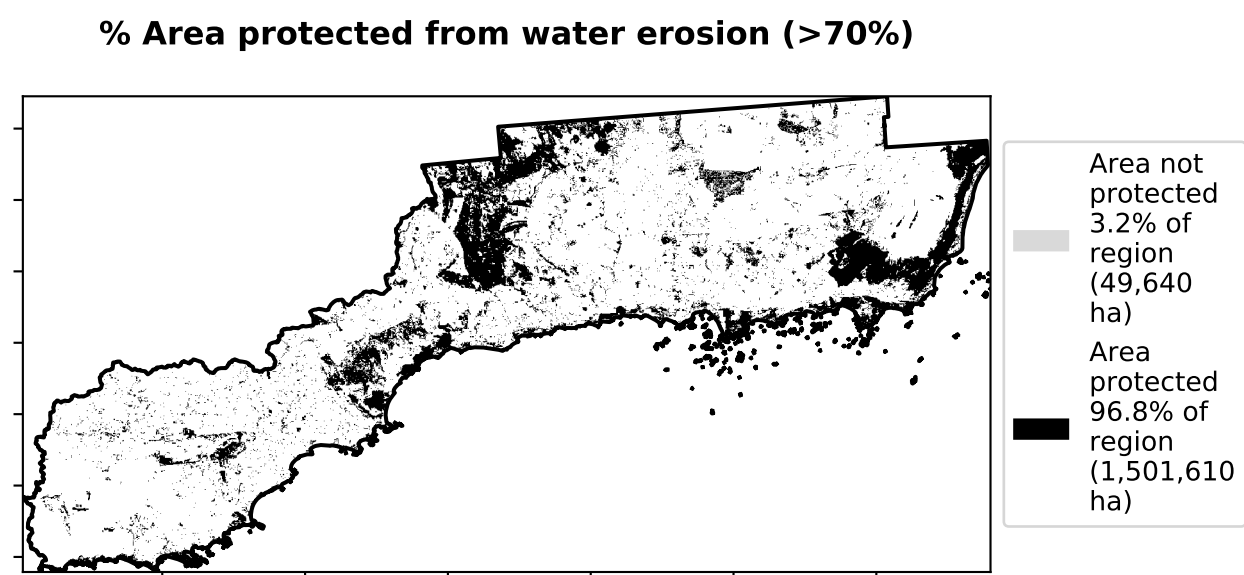 % Area protected from water erosion (>70%)
Area not
protected
3.2% of
region
(49,640
ha)
Area
protected
96.8% of
region
(1,501,610
ha)